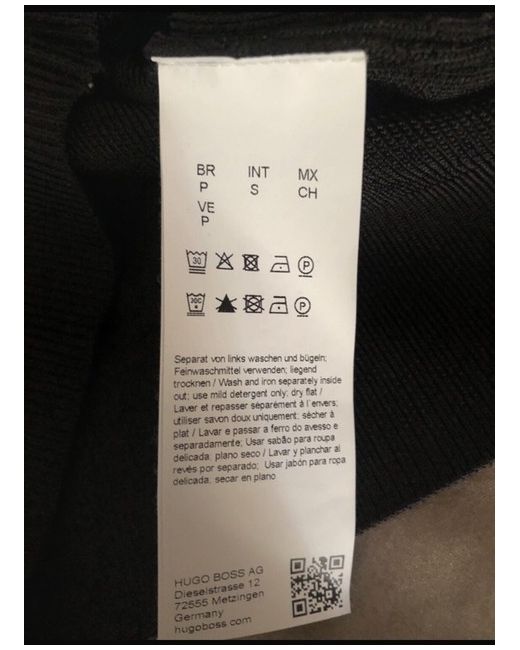 BR INT MX
P S CH
VE
P
30
30C
P
P
Separat von links waschen und bügeln;
Feinwaschmittel verwenden; liegend
trocknen / Wash and iron separately inside
out; use mild detergent only; dry flat /
Laver et repasser séparément à l'envers;
utiliser savon doux uniquement; sécher à
plat / Lavar e passar a ferro do avesso e
separadamente; Usar sabão para roupa
delicada; plano seco / Lavar y planchar al
revés por separado; Usar jabón para ropa
delicada; secar en plano
HUGO BOSS AG
Dieselstrasse 12
72555 Metzingen
Germany
hugoboss.com